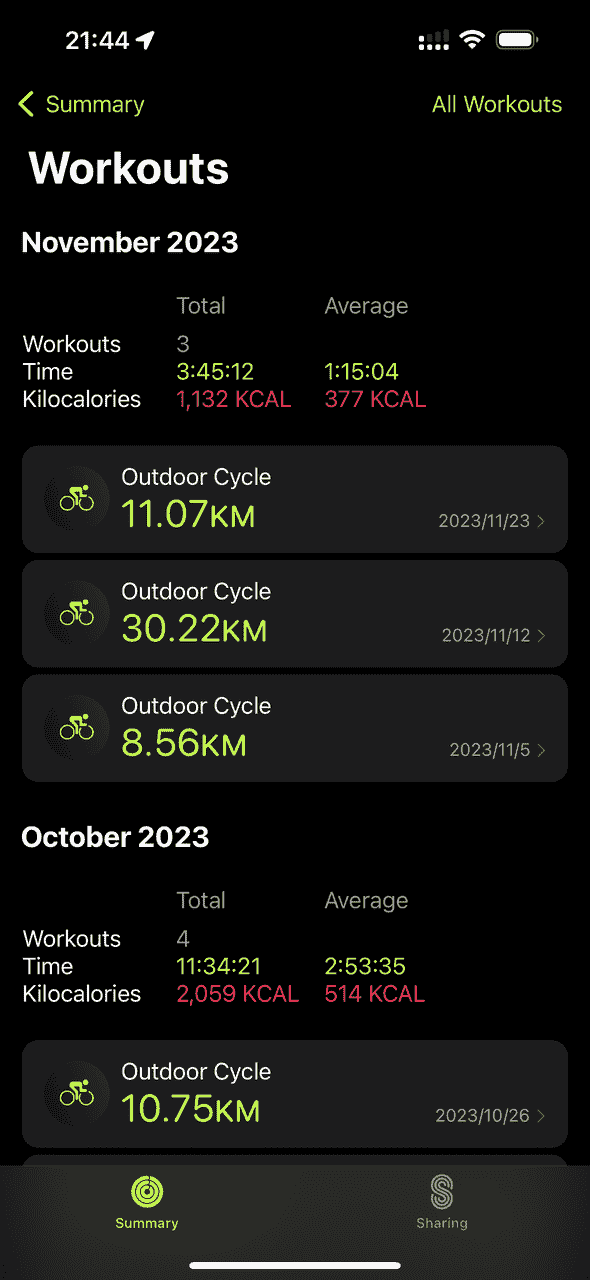 21:44
Summary All Workouts
Workouts
November 2023
Total Average
Workouts 3
Time 3:45:12 1:15:04
Kilocalories 1,132 KCAL 377 KCAL
Outdoor Cycle
11.07KM
2023/11/23
Outdoor Cycle
30.22KM
2023/11/12
Outdoor Cycle
8.56KM
2023/11/5
October 2023
Total Average
Workouts 4
Time 11:34:21 2:53:35
Kilocalories 2,059 KCAL 514 KCAL
Outdoor Cycle
10.75KM
2023/10/26
Summary Sharing